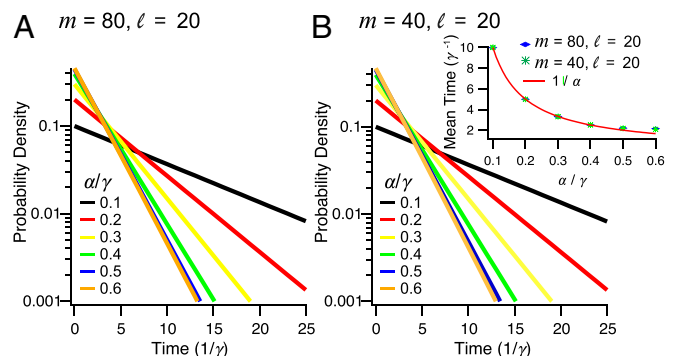 A
m = 80, ℓ = 20
Probability Density
0.1
0.01
0.001
α/γ
0.1
0.2
0.3
0.4
0.5
0.6
0 5 10 15 20 25
Time (1/γ)
B
m = 40, ℓ = 20
Probability Density
0.1
0.01
0.001
α/γ
0.1
0.2
0.3
0.4
0.5
0.6
0 5 10 15 20 25
Time (1/γ)
Mean Time (γ⁻¹)
10
8
6
4
2
m = 80, ℓ = 20
m = 40, ℓ = 20
1 / α
0.1 0.2 0.3 0.4 0.5 0.6
α / γ